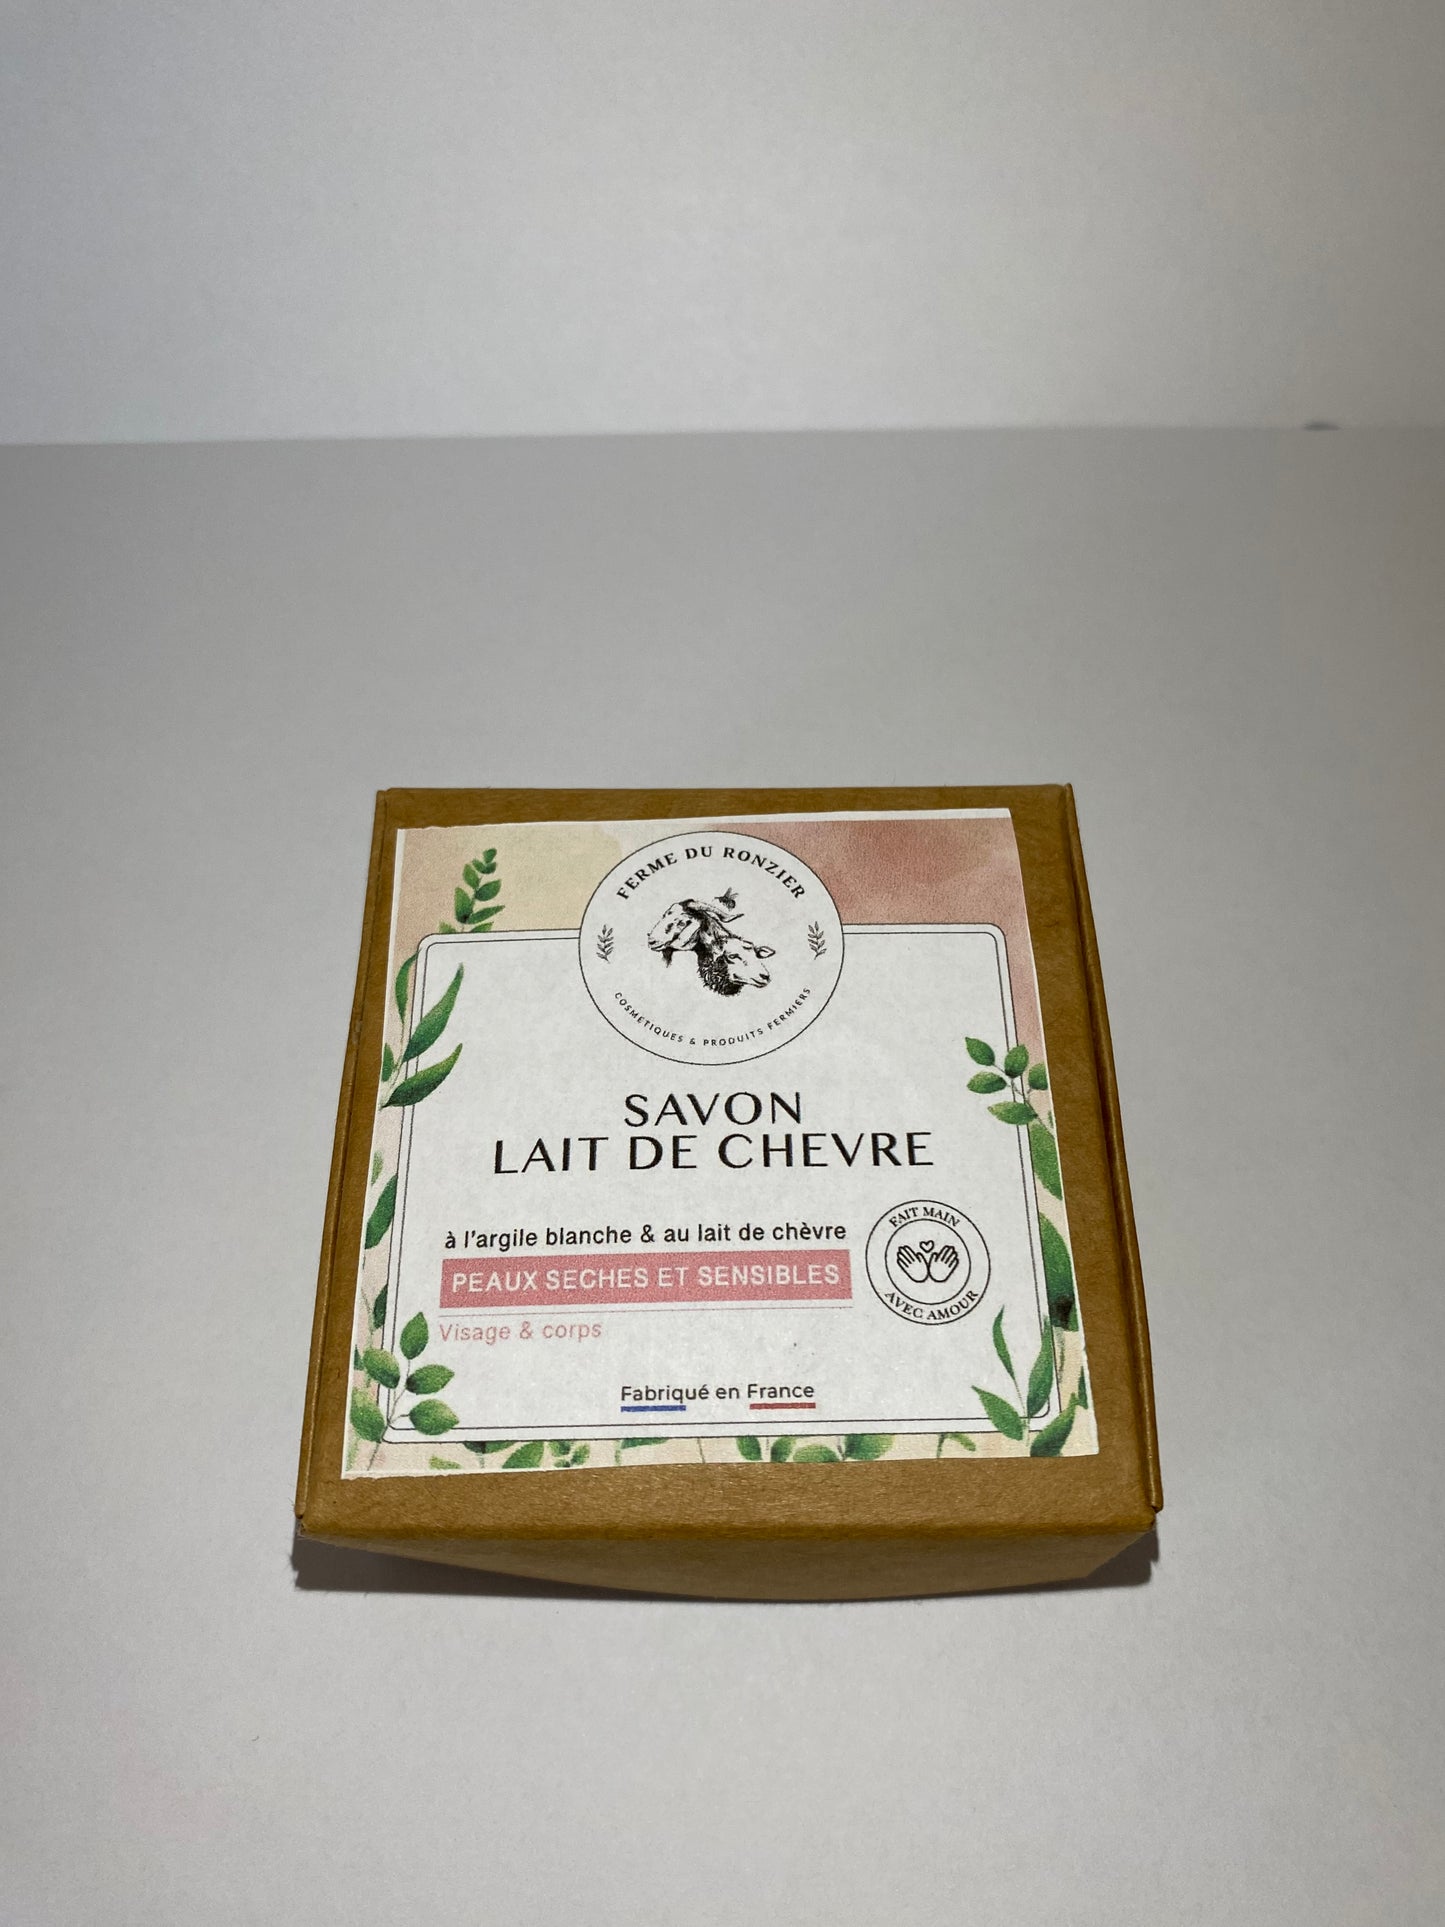 FERME DU RONZIER
COSMETIQUES & PRODUITS FERMIERS
SAVON
LAIT DE CHEVRE
à l'argile blanche & au lait de chèvre
PEAUX SECHES ET SENSIBLES
Visage & corps
FAIT MAIN
AVEC AMOUR
Fabriqué en France